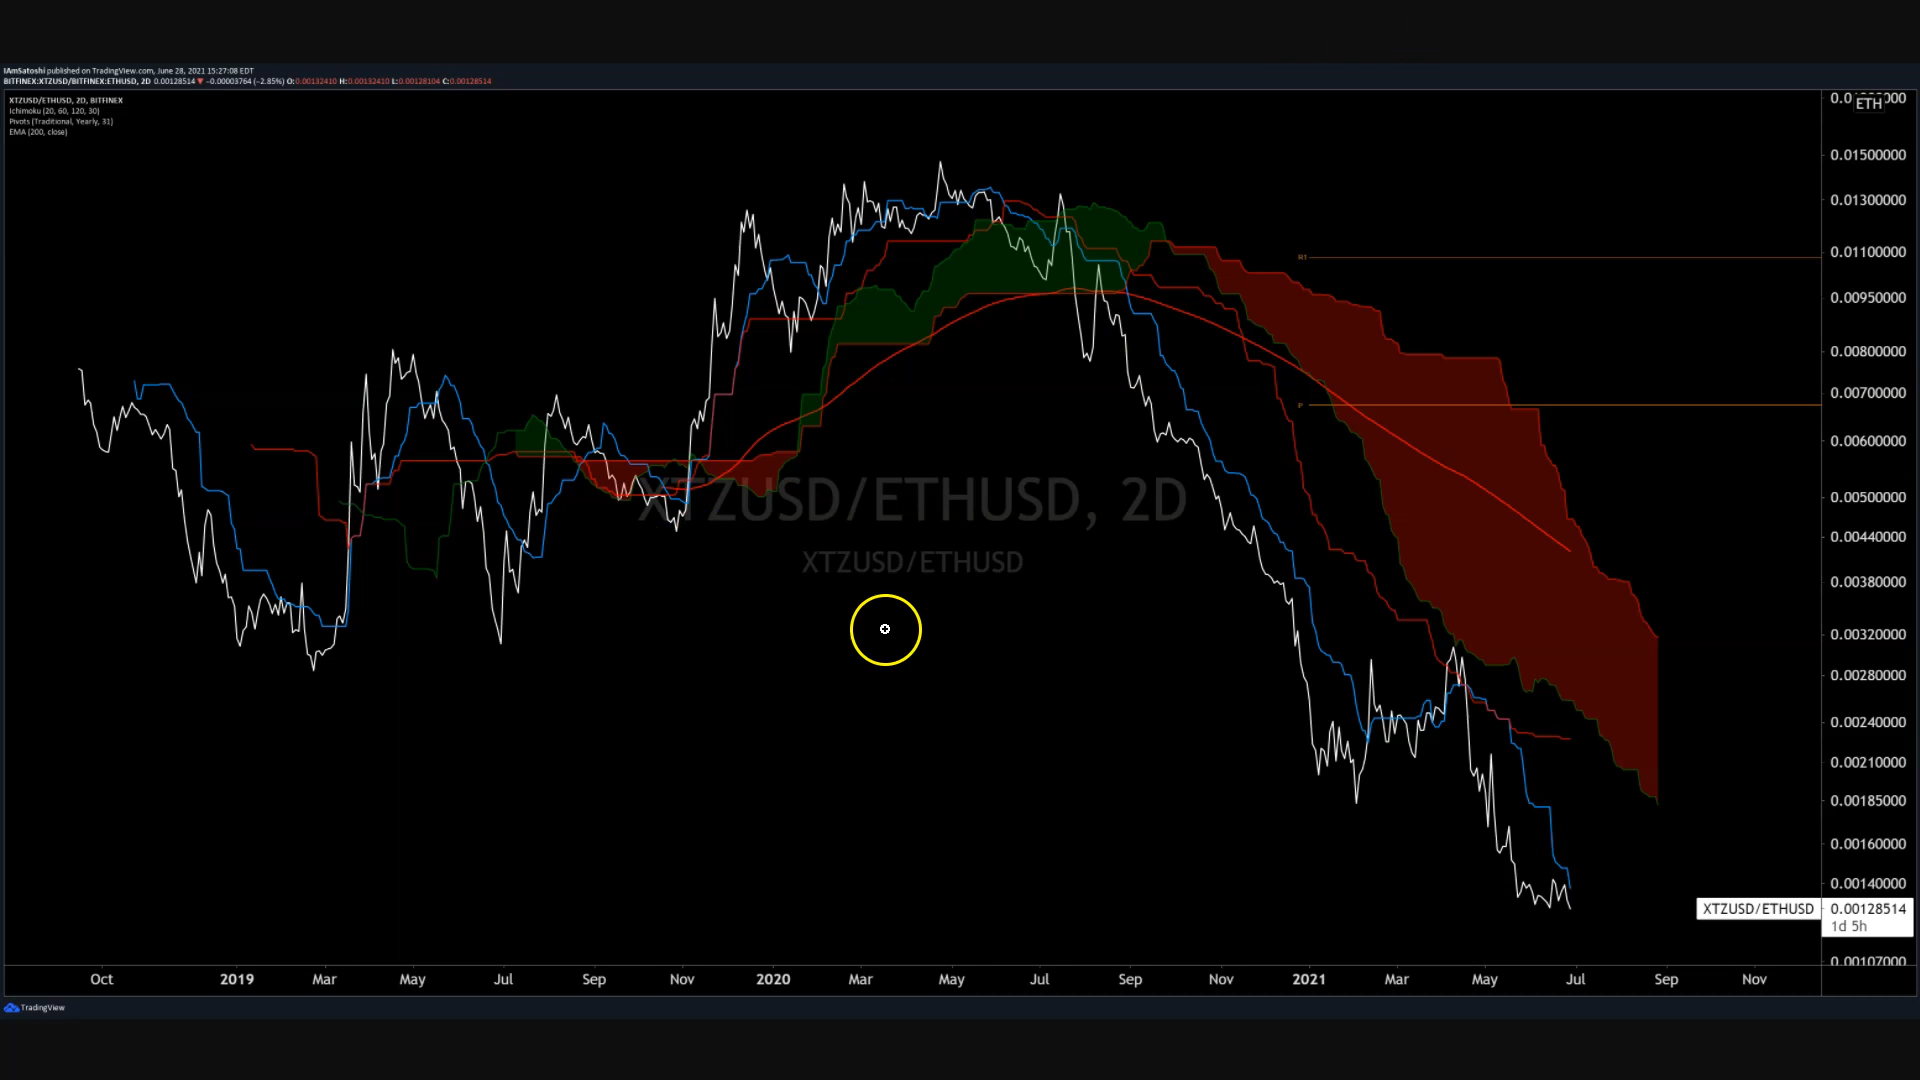 IAmSatoshi published on TradingView.com, June 28, 2021 15:27:08 EDT
BITFINEX:XTZUSD/BITFINEX:ETHUSD, 2D 0.00128514 ▼ −0.00003764 (−2.85%) O:0.00132410 H:0.00132410 L:0.00128104 C:0.00128514
XTZUSD/ETHUSD, 2D, BITFINEX
Ichimoku (20, 60, 120, 30)
Pivots (Traditional, Yearly, 31)
EMA (200, close)
ETH
0.01500000
0.01300000
R1
0.01100000
0.00950000
0.00800000
0.00700000
P
0.00600000
XTZUSD/ETHUSD, 2D
0.00500000
0.00440000
XTZUSD/ETHUSD
0.00380000
0.00320000
0.00280000
0.00240000
0.00210000
0.00185000
0.00160000
0.00140000
XTZUSD/ETHUSD 0.00128514
1d 5h
0.00107000
Oct 2019 Mar May Jul Sep Nov 2020 Mar May Jul Sep Nov 2021 Mar May Jul Sep Nov
TradingView